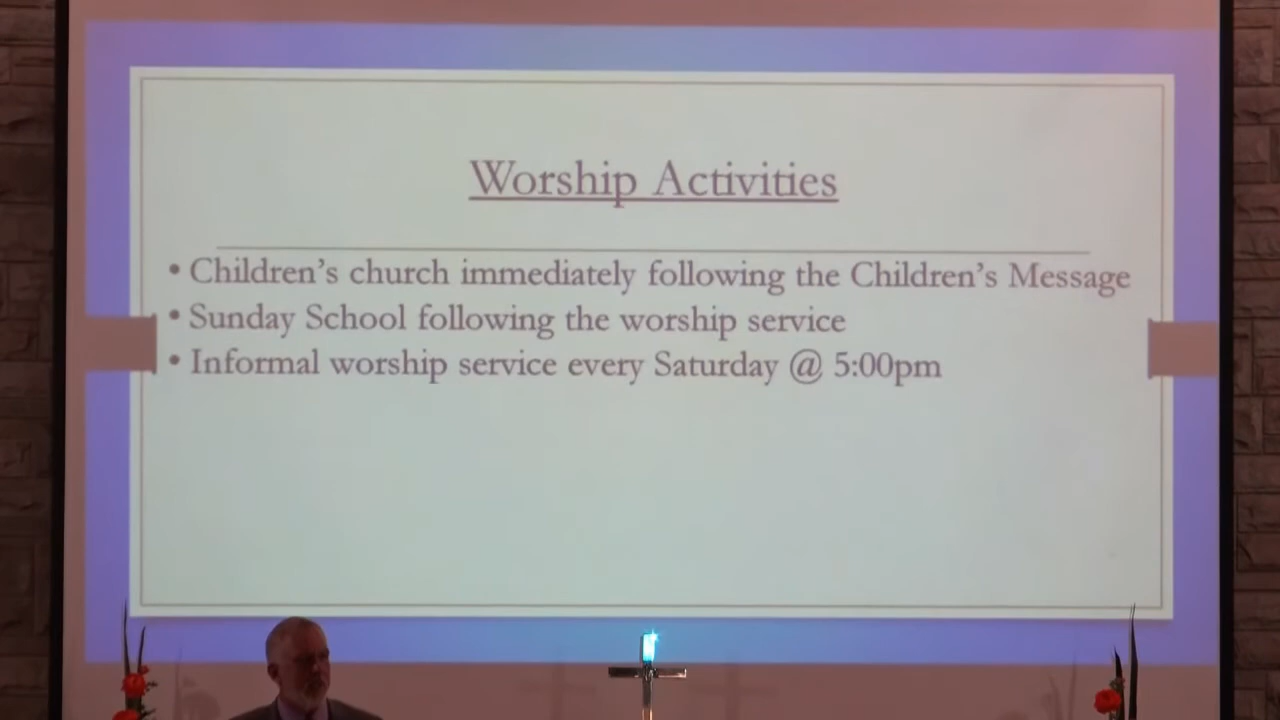 Worship Activities
• Children's church immediately following the Children's Message
• Sunday School following the worship service
• Informal worship service every Saturday @ 5:00pm